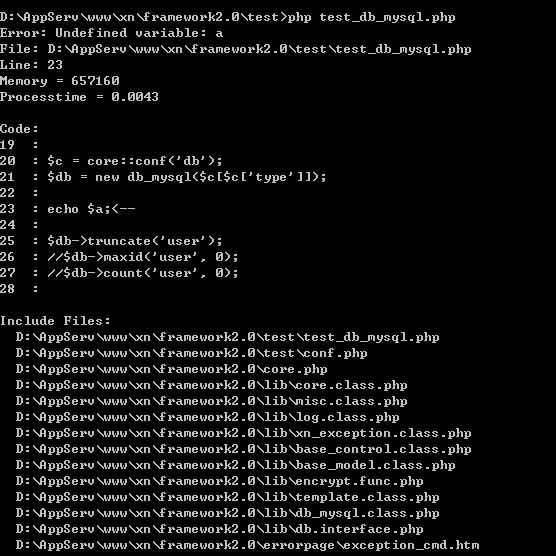 D:\AppServ\www\xn\framework2.0\test>php test_db_mysql.php
Error: Undefined variable: a
File: D:\AppServ\www\xn\framework2.0\test\test_db_mysql.php
Line: 23
Memory = 657160
Processtime = 0.0043
Code:
19  :
20  : $c = core::conf('db');
21  : $db = new db_mysql($c[$c['type']]);
22  :
23  : echo $a;<--
24  :
25  : $db->truncate('user');
26  : //$db->maxid('user', 0);
27  : //$db->count('user', 0);
28  :
Include Files:
  D:\AppServ\www\xn\framework2.0\test\test_db_mysql.php
  D:\AppServ\www\xn\framework2.0\test\conf.php
  D:\AppServ\www\xn\framework2.0\core.php
  D:\AppServ\www\xn\framework2.0\lib\core.class.php
  D:\AppServ\www\xn\framework2.0\lib\misc.class.php
  D:\AppServ\www\xn\framework2.0\lib\log.class.php
  D:\AppServ\www\xn\framework2.0\lib\xn_exception.class.php
  D:\AppServ\www\xn\framework2.0\lib\base_control.class.php
  D:\AppServ\www\xn\framework2.0\lib\base_model.class.php
  D:\AppServ\www\xn\framework2.0\lib\encrypt.func.php
  D:\AppServ\www\xn\framework2.0\lib\template.class.php
  D:\AppServ\www\xn\framework2.0\lib\db_mysql.class.php
  D:\AppServ\www\xn\framework2.0\lib\db.interface.php
  D:\AppServ\www\xn\framework2.0\errorpage\exception_cmd.htm